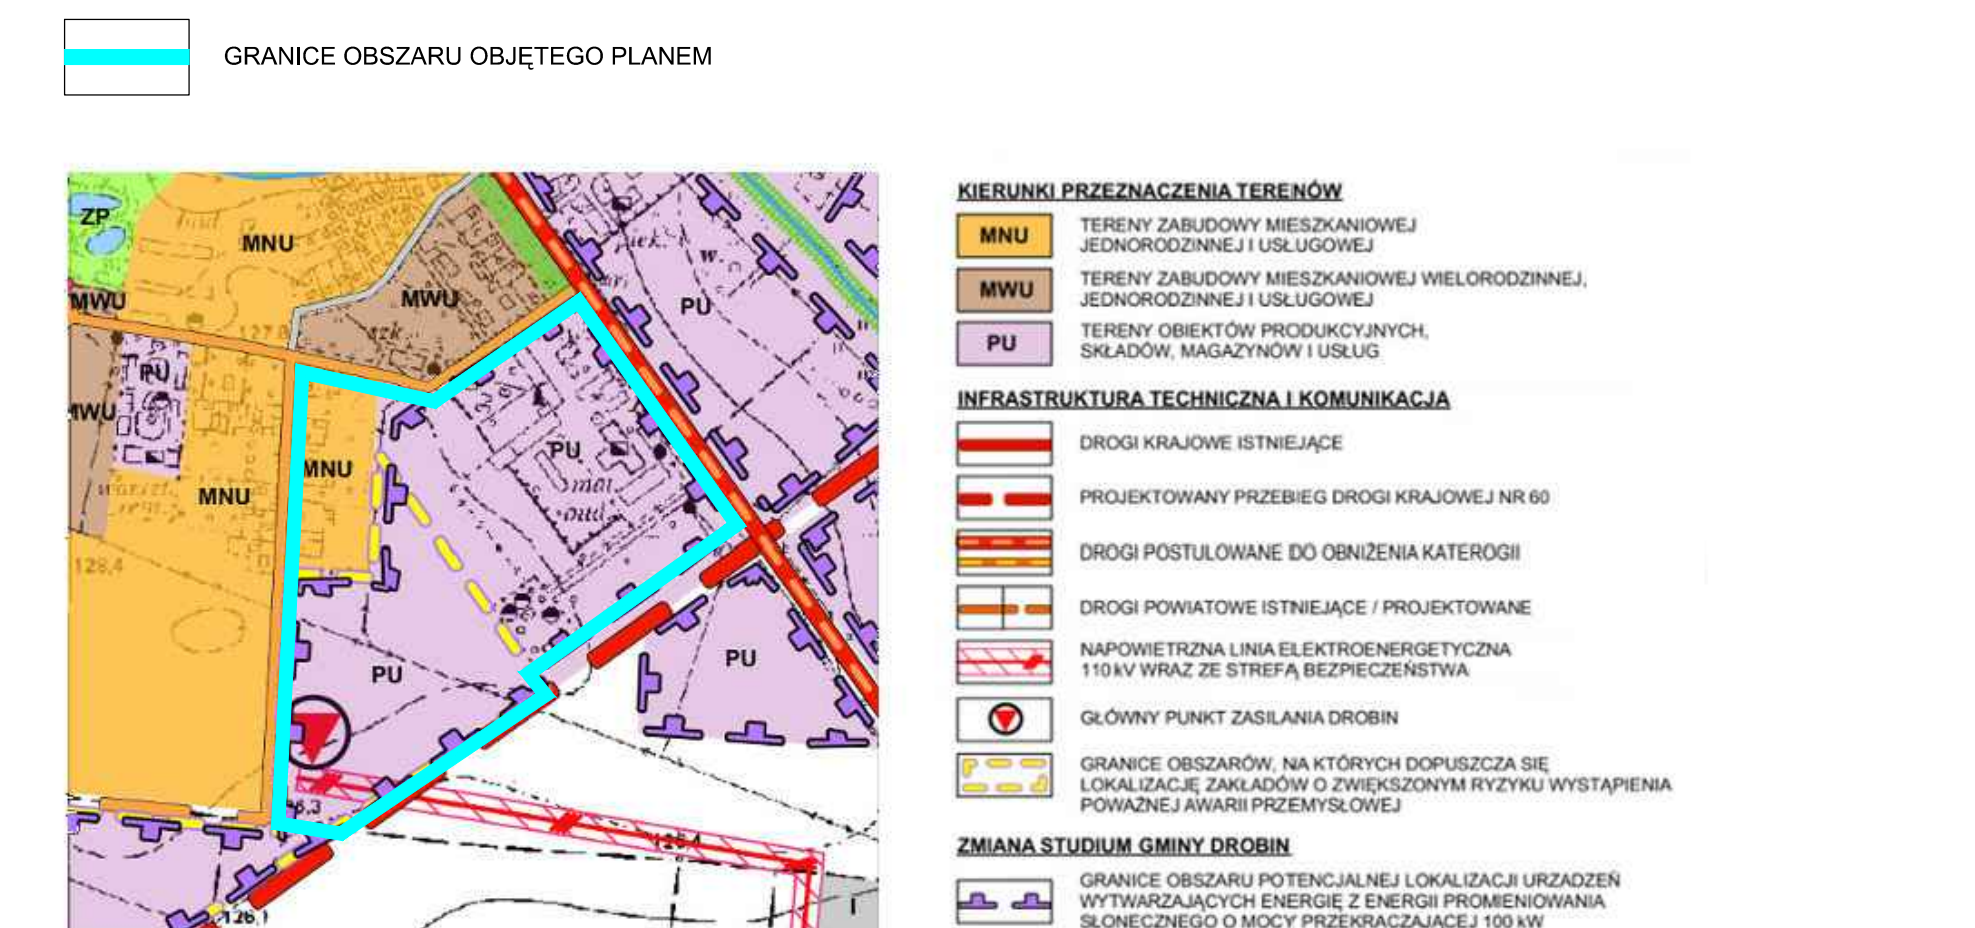 GRANICE OBSZARU OBJĘTEGO PLANEM
KIERUNKI PRZEZNACZENIA TERENÓW
MNU
TERENY ZABUDOWY MIESZKANIOWEJ
JEDNORODZINNEJ I USŁUGOWEJ
MWU
TERENY ZABUDOWY MIESZKANIOWEJ WIELORODZINNEJ,
JEDNORODZINNEJ I USŁUGOWEJ
PU
TERENY OBIEKTÓW PRODUKCYJNYCH,
SKŁADÓW, MAGAZYNÓW I USŁUG
INFRASTRUKTURA TECHNICZNA I KOMUNIKACJA
DROGI KRAJOWE ISTNIEJĄCE
PROJEKTOWANY PRZEBIEG DROGI KRAJOWEJ NR 60
DROGI POSTULOWANE DO OBNIŻENIA KATEROGII
DROGI POWIATOWE ISTNIEJĄCE / PROJEKTOWANE
NAPOWIETRZNA LINIA ELEKTROENERGETYCZNA
110 kV WRAZ ZE STREFĄ BEZPIECZEŃSTWA
GŁÓWNY PUNKT ZASILANIA DROBIN
GRANICE OBSZARÓW, NA KTÓRYCH DOPUSZCZA SIĘ
LOKALIZACJĘ ZAKŁADÓW O ZWIĘKSZONYM RYZYKU WYSTĄPIENIA
POWAŻNEJ AWARII PRZEMYSŁOWEJ
ZMIANA STUDIUM GMINY DROBIN
GRANICE OBSZARU POTENCJALNEJ LOKALIZACJI URZADZEŃ
WYTWARZAJĄCYCH ENERGIĘ Z ENERGII PROMIENIOWANIA
SŁONECZNEGO O MOCY PRZEKRACZAJĄCEJ 100 kW
ZP
MNU
MWU
MWU
szk.
PU
w.
PU
MWU
MNU
MNU
PU
128,4
PU
PU
126,1